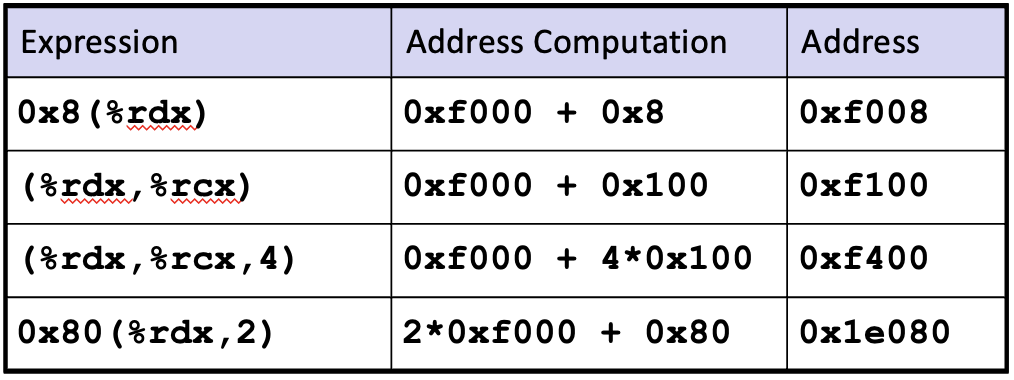 Expression Address Computation Address
0x8(%rdx) 0xf000 + 0x8 0xf008
(%rdx,%rcx) 0xf000 + 0x100 0xf100
(%rdx,%rcx,4) 0xf000 + 4*0x100 0xf400
0x80(%rdx,2) 2*0xf000 + 0x80 0x1e080